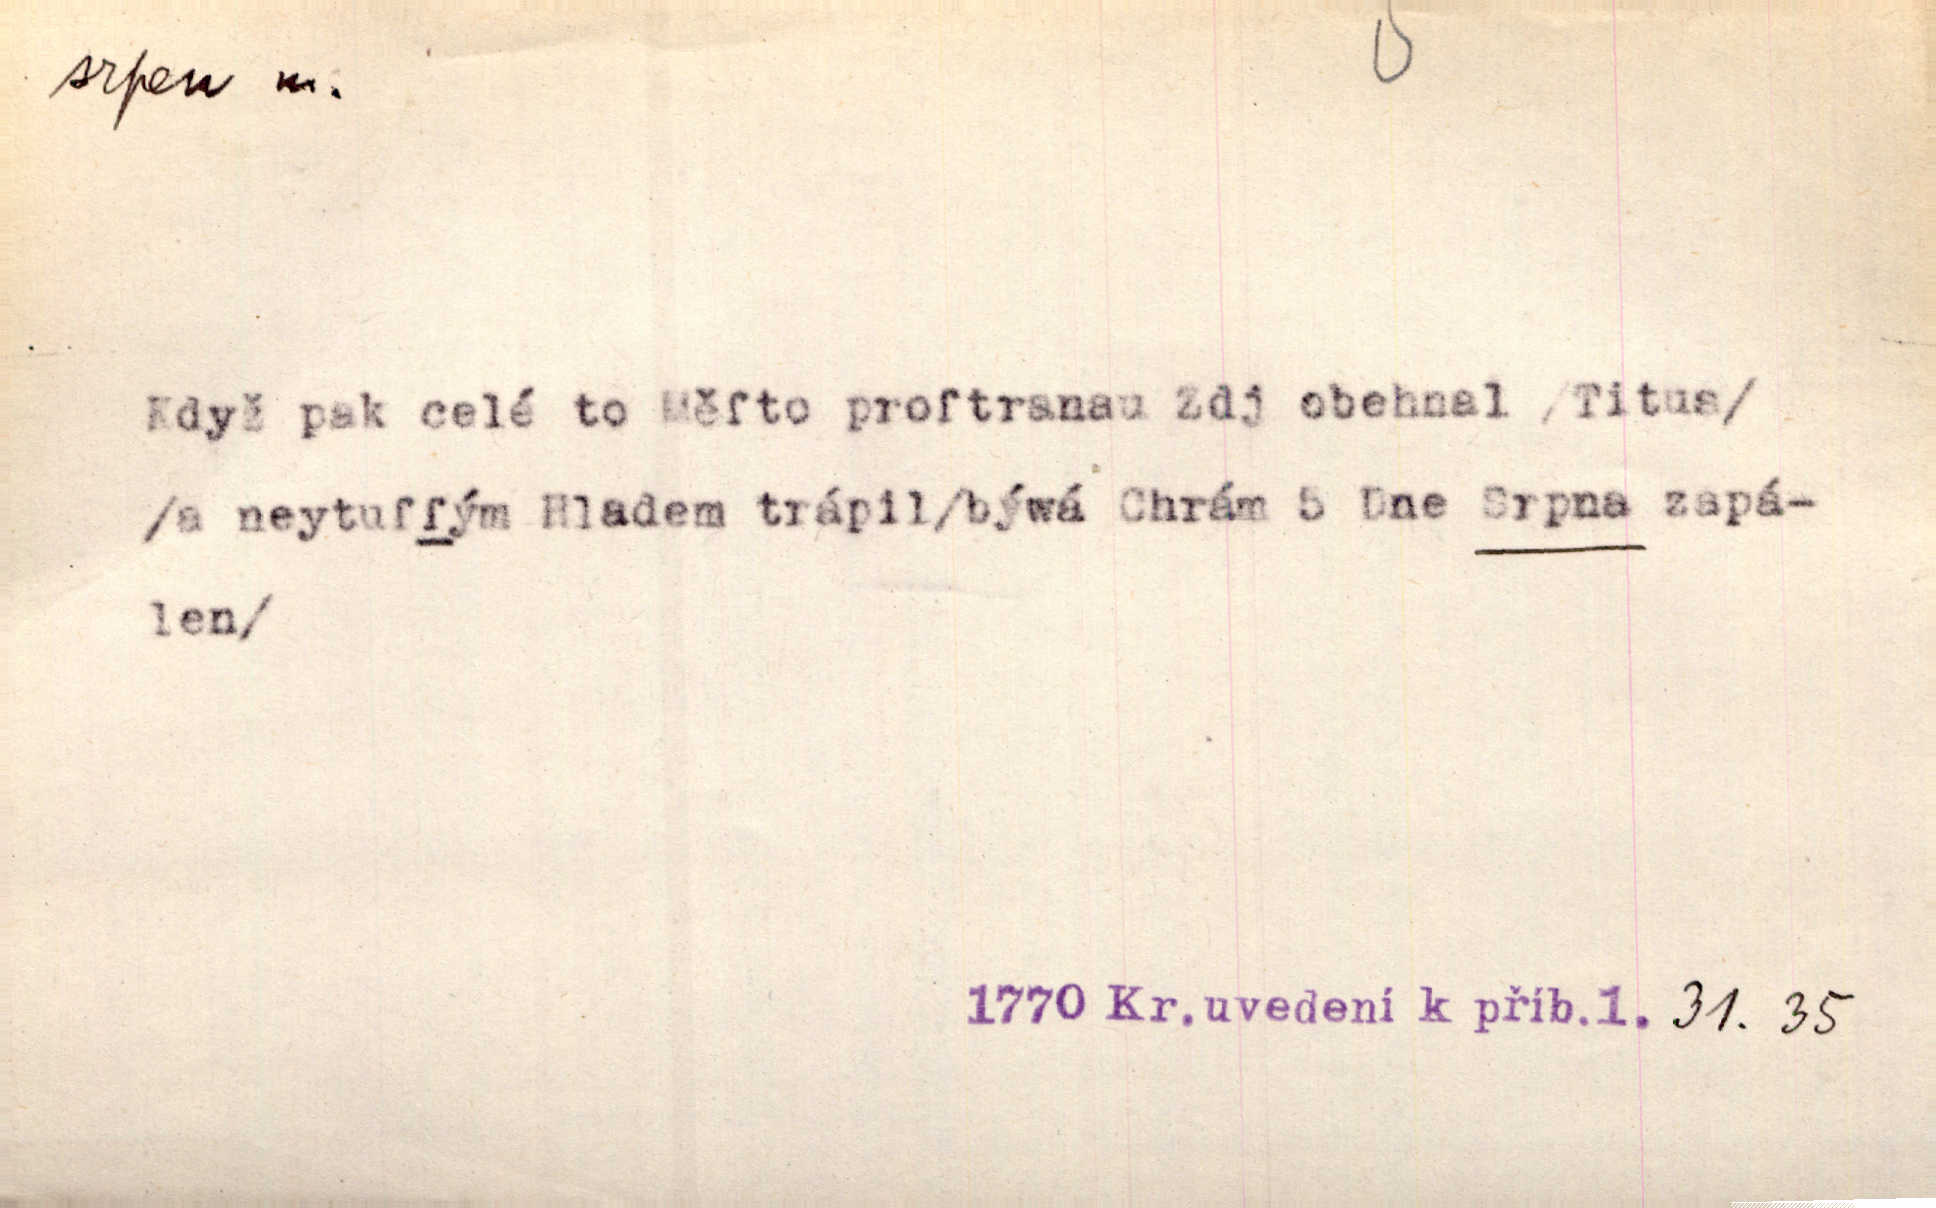 srpen m.
Když pak celé to Měſto proſtranau Zdj obehnal /Titus/
/a neytuſſým Hladem trápil/býwá Chrám 5 Dne Srpna zapá-
len/
1770 Kr.uvedení k příb.1. 31. 35